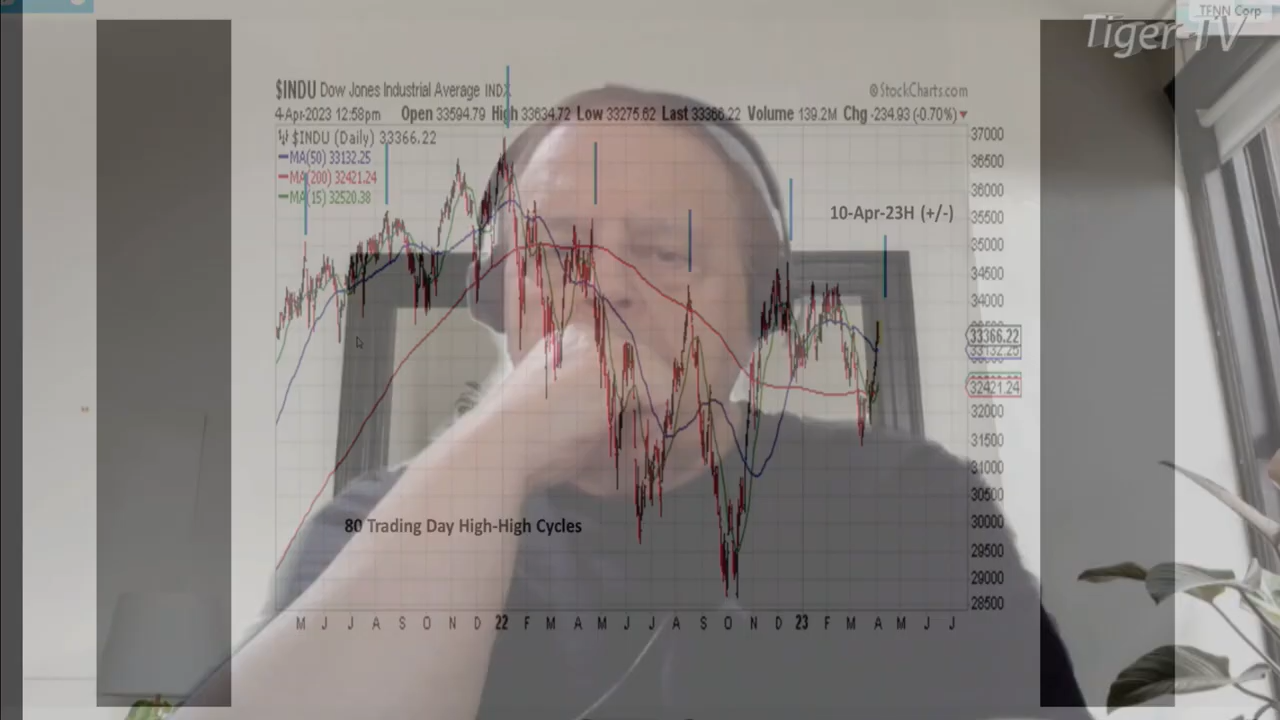 TFNN Corp
Tiger TV
$INDU Dow Jones Industrial Average INDX
© StockCharts.com
4-Apr-2023 12:58pm Open 33594.79 High 33634.72 Low 33275.62 Last 33366.22 Volume 139.2M Chg -234.93 (-0.70%)
$INDU (Daily) 33366.22
MA(50) 33132.25
MA(200) 32421.24
MA(15) 32520.38
10-Apr-23H (+/-)
37000
36500
36000
35500
35000
34500
34000
33366.22
33132.25
32421.24
32000
31500
31000
30500
30000
29500
29000
28500
80 Trading Day High-High Cycles
M J J A S O N D 22 F M A M J J A S O N D 23 F M A M J J